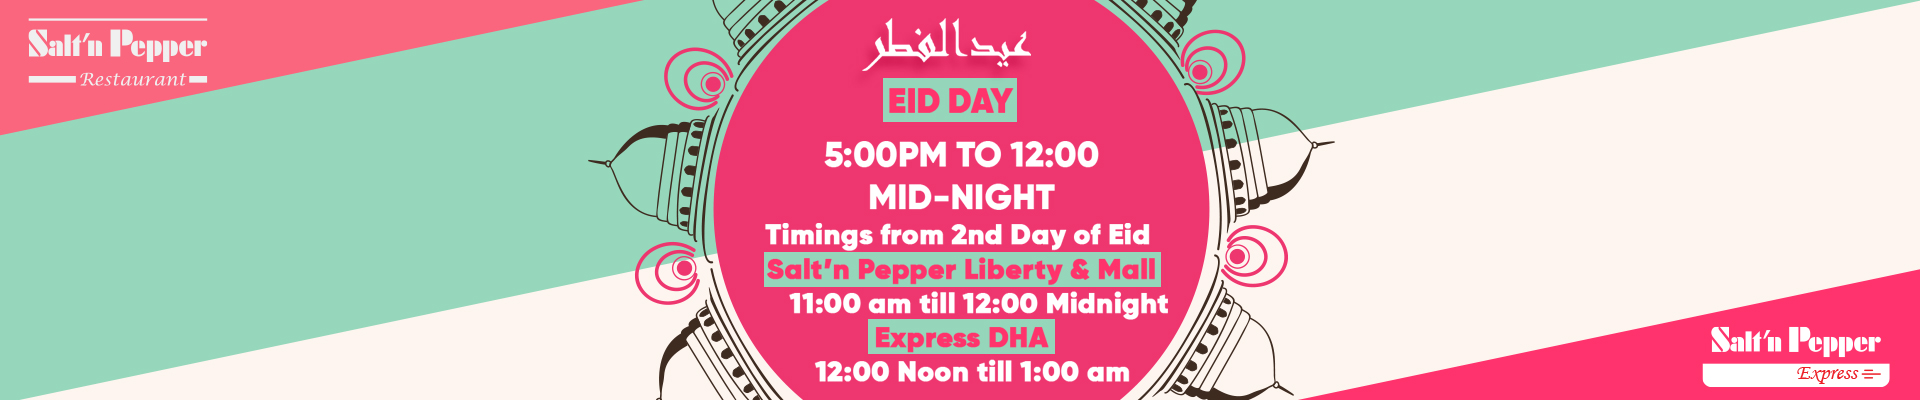 Salt'n Pepper
Restaurant
عيد الفطر
EID DAY
5:00PM TO 12:00
MID-NIGHT
Timings from 2nd Day of Eid
Salt'n Pepper Liberty & Mall
11:00 am till 12:00 Midnight
Express DHA
12:00 Noon till 1:00 am
Salt'n Pepper
Express